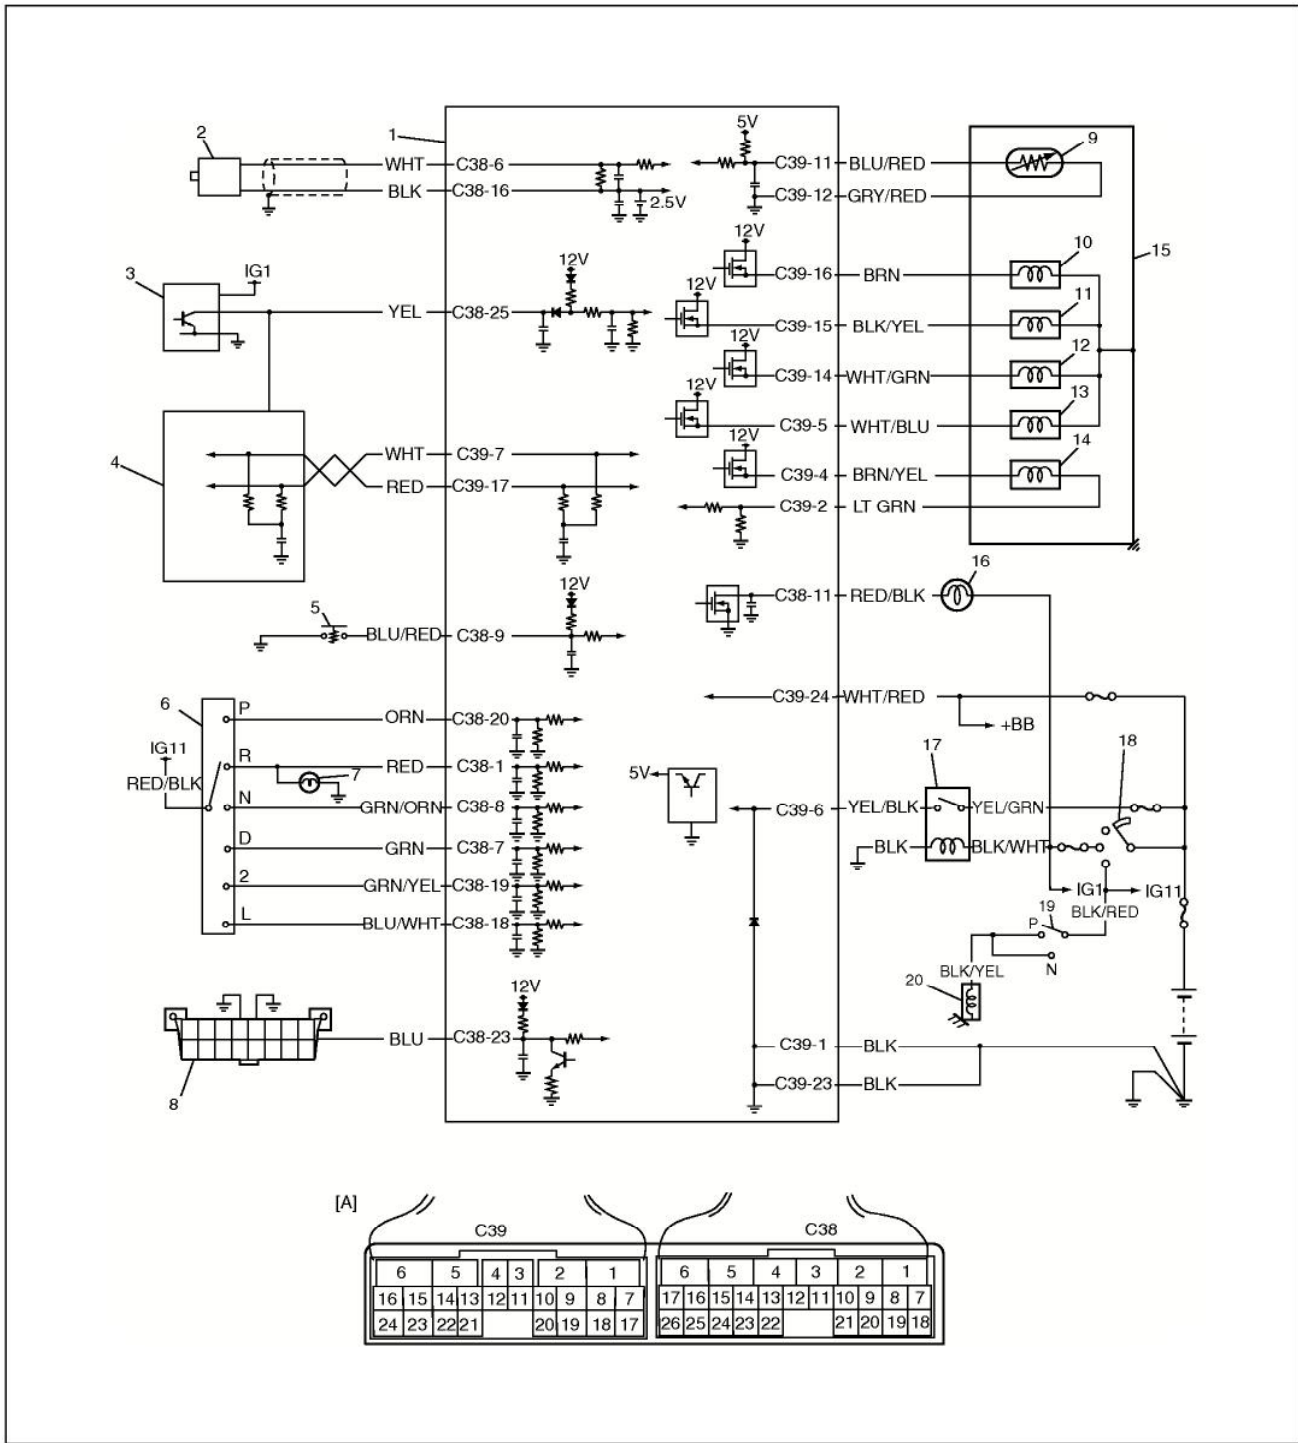 2
1
WHT C38-6
BLK C38-16
2.5V
5V
C39-11 BLU/RED
C39-12 GRY/RED
9
15
3
IG1
12V
YEL C38-25
12V
C39-16 BRN
10
12V
C39-15 BLK/YEL
11
12V
C39-14 WHT/GRN
12
12V
C39-5 WHT/BLU
13
12V
C39-4 BRN/YEL
14
C39-2 LT GRN
4
WHT C39-7
RED C39-17
5
BLU/RED C38-9
12V
C38-11 RED/BLK
16
C39-24 WHT/RED
+BB
6
IG11
RED/BLK
P ORN C38-20
R RED C38-1
7
N GRN/ORN C38-8
D GRN C38-7
2 GRN/YEL C38-19
L BLU/WHT C38-18
5V
C39-6 YEL/BLK
17
YEL/GRN
18
BLK
BLK/WHT
IG1
IG11
BLK/RED
19
P
N
BLK/YEL
20
8
BLU C38-23
12V
C39-1 BLK
C39-23 BLK
[A]
C39 C38
6 5 4 3 2 1 6 5 4 3 2 1
16 15 14 13 12 11 10 9 8 7 17 16 15 14 13 12 11 10 9 8 7
24 23 22 21 20 19 18 17 26 25 24 23 22 21 20 19 18